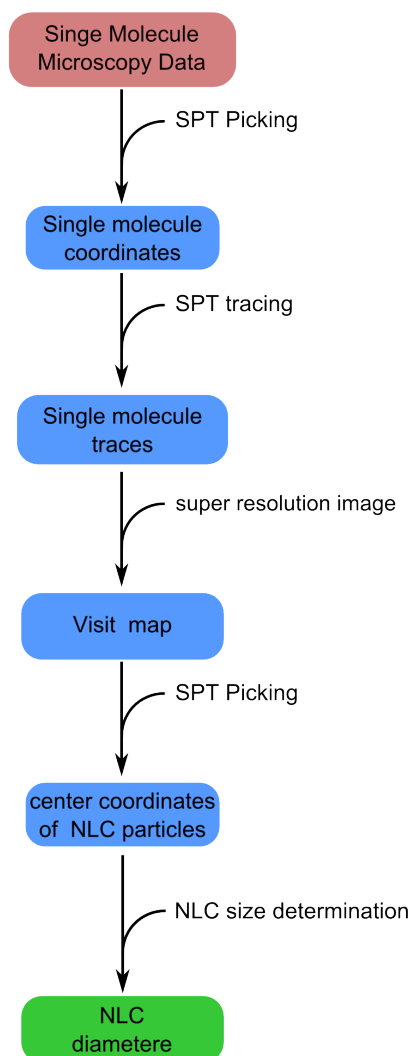 Singe Molecule
Microscopy Data
SPT Picking
Single molecule
coordinates
SPT tracing
Single molecule
traces
super resolution image
Visit map
SPT Picking
center coordinates
of NLC particles
NLC size determination
NLC
diametere